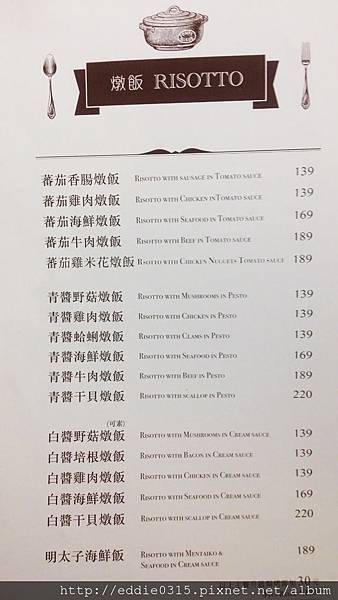 燉飯 RISOTTO
蕃茄香腸燉飯 RISOTTO WITH SAUSAGE IN TOMATO SAUCE 139
蕃茄雞肉燉飯 RISOTTO WITH CHICKEN INTOMATO SAUCE 139
蕃茄海鮮燉飯 RISOTTO WITH SEAFOOD IN TOMATO SAUCE 169
蕃茄牛肉燉飯 RISOTTO WITH BEEF IN TOMATO SAUCE 189
蕃茄雞米花燉飯 RISOTTO WITH CHICKEN NUGGETS TOMATO SAUCE 189
青醬野菇燉飯 RISOTTO WITH MUSHROOMS IN PESTO 139
青醬雞肉燉飯 RISOTTO WITH CHICKEN IN PESTO 139
青醬蛤蜊燉飯 RISOTTO WITH CLAMS IN PESTO 139
青醬海鮮燉飯 RISOTTO WITH SEAFOOD IN PESTO 169
青醬牛肉燉飯 RISOTTO WITH BEEF IN PESTO 189
青醬干貝燉飯 RISOTTO WITH SCALLOP IN PESTO 220
(可素)
白醬野菇燉飯 RISOTTO WITH MUSHROOMS IN CREAM SAUCE 139
白醬培根燉飯 RISOTTO WITH BACON IN CREAM SAUCE 139
白醬雞肉燉飯 RISOTTO WITH CHICKEN IN CREAM SAUCE 139
白醬海鮮燉飯 RISOTTO WITH SEAFOOD IN CREAM SAUCE 169
白醬干貝燉飯 RISOTTO WITH SCALLOP IN CREAM SAUCE 220
明太子海鮮飯 RISOTTO WITH MENTAIKO & 189
SEAFOOD IN CREAM SAUCE
30元
http://eddie0315.pixnet.net/album